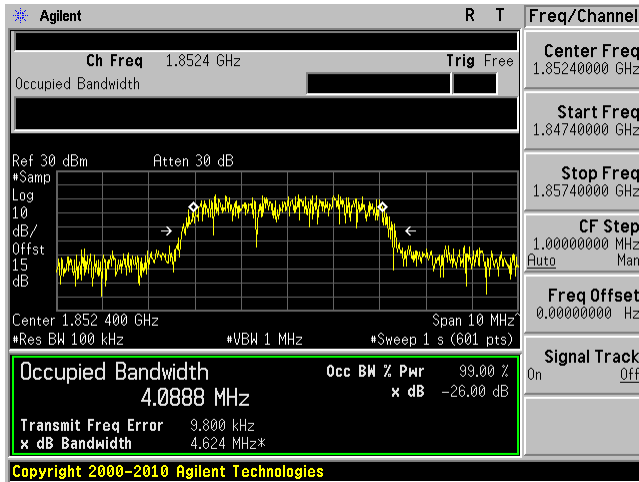 Agilent R T
Freq/Channel
Ch Freq 1.8524 GHz Trig Free
Occupied Bandwidth
Center Freq
1.85240000 GHz
Start Freq
1.84740000 GHz
Stop Freq
1.85740000 GHz
CF Step
1.00000000 MHz
Auto Man
Freq Offset
0.00000000 Hz
Signal Track
On Off
Ref 30 dBm Atten 30 dB
#Samp
Log
10
dB/
Offst
15
dB
Center 1.852 400 GHz Span 10 MHz^
#Res BW 100 kHz #VBW 1 MHz #Sweep 1 s (601 pts)
Occupied Bandwidth Occ BW % Pwr 99.00 %
4.0888 MHz x dB -26.00 dB
Transmit Freq Error 9.800 kHz
x dB Bandwidth 4.624 MHz*
Copyright 2000-2010 Agilent Technologies